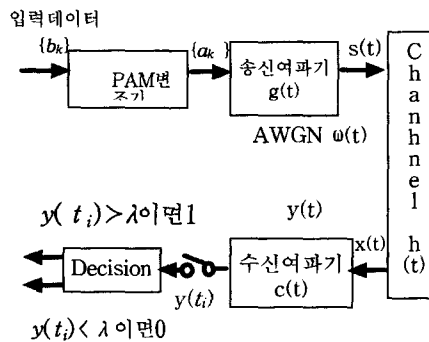 입력데이터
{b_k}
PAM변
조기
{a_k}
송신여파기
g(t)
s(t)
Channel h(t)
AWGN ω(t)
y( t_i)>λ이면1
y(t)
x(t)
수신여파기
c(t)
y(t_i)
Decision
y(t_i)< λ이면0